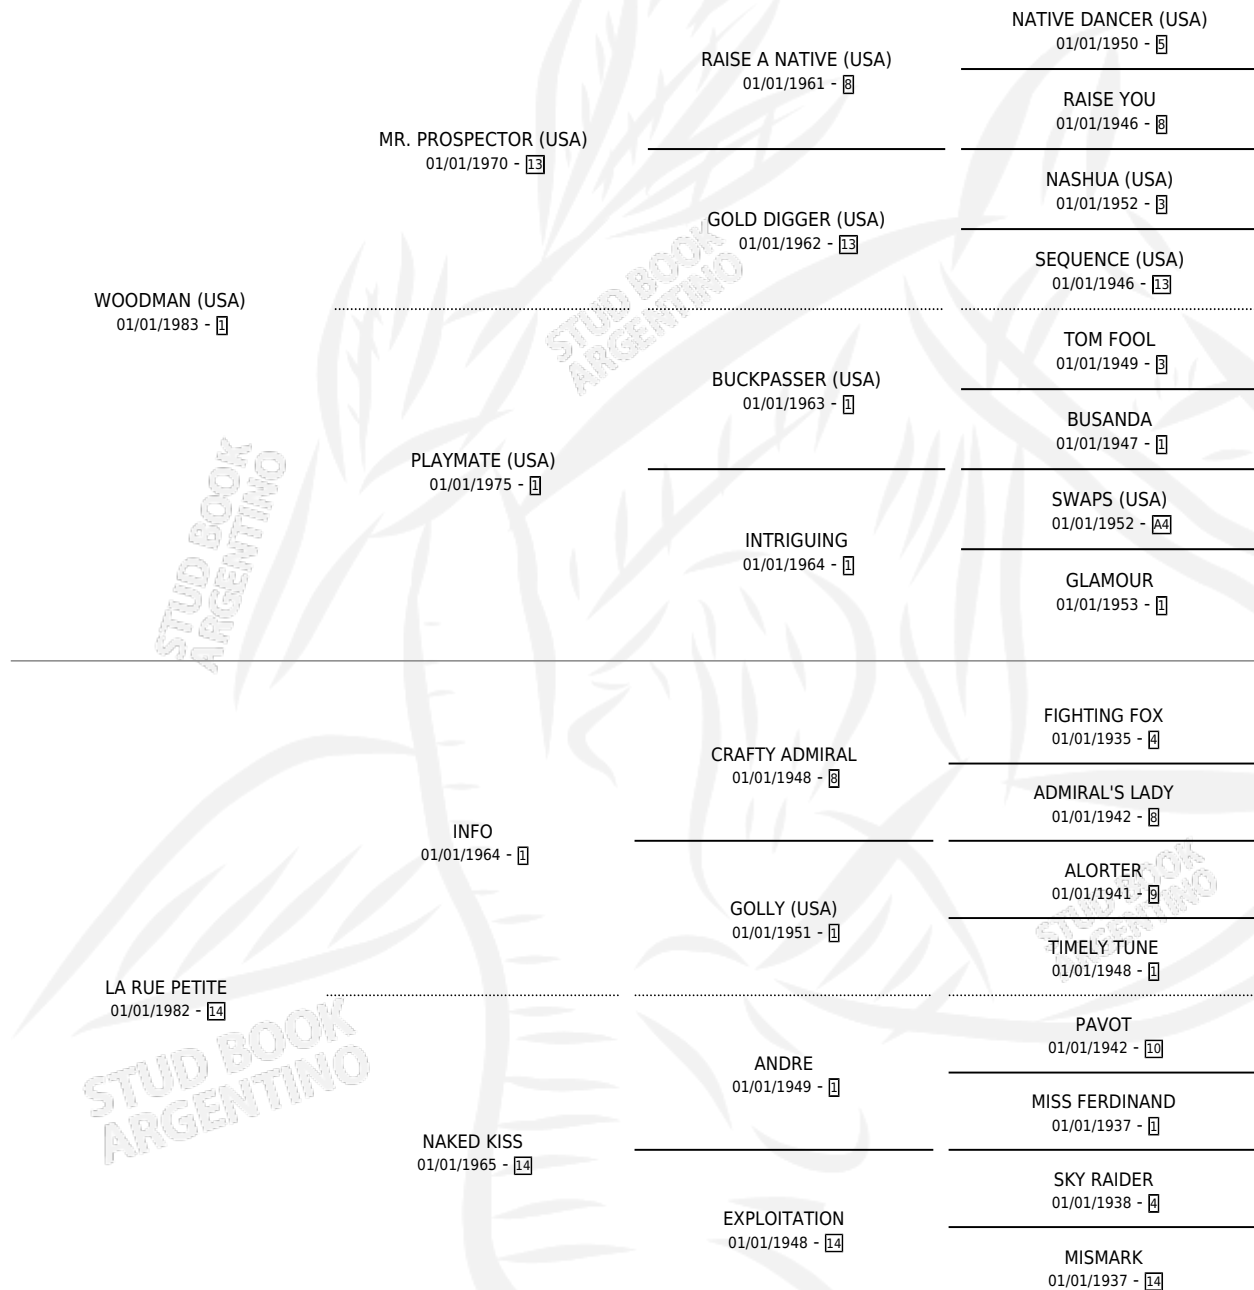 NATIVE DANCER (USA)
01/01/1950 - 5
RAISE A NATIVE (USA)
01/01/1961 - 8
RAISE YOU
01/01/1946 - 8
MR. PROSPECTOR (USA)
01/01/1970 - 13
NASHUA (USA)
01/01/1952 - 3
GOLD DIGGER (USA)
01/01/1962 - 13
SEQUENCE (USA)
01/01/1946 - 13
WOODMAN (USA)
01/01/1983 - 1
STUD BOOK
ARGENTINO
TOM FOOL
01/01/1949 - 3
BUCKPASSER (USA)
01/01/1963 - 1
BUSANDA
01/01/1947 - 1
PLAYMATE (USA)
01/01/1975 - 1
SWAPS (USA)
01/01/1952 - A4
INTRIGUING
01/01/1964 - 1
GLAMOUR
01/01/1953 - 1
STUD BOOK
ARGENTINO
FIGHTING FOX
01/01/1935 - 4
CRAFTY ADMIRAL
01/01/1948 - 8
ADMIRAL'S LADY
01/01/1942 - 8
INFO
01/01/1964 - 1
ALORTER
01/01/1941 - 9
GOLLY (USA)
01/01/1951 - 1
STUD BOOK
ARGENTINO
TIMELY TUNE
01/01/1948 - 1
LA RUE PETITE
01/01/1982 - 14
STUD BOOK
ARGENTINO
PAVOT
01/01/1942 - 10
ANDRE
01/01/1949 - 1
MISS FERDINAND
01/01/1937 - 1
NAKED KISS
01/01/1965 - 14
SKY RAIDER
01/01/1938 - 4
EXPLOITATION
01/01/1948 - 14
MISMARK
01/01/1937 - 14